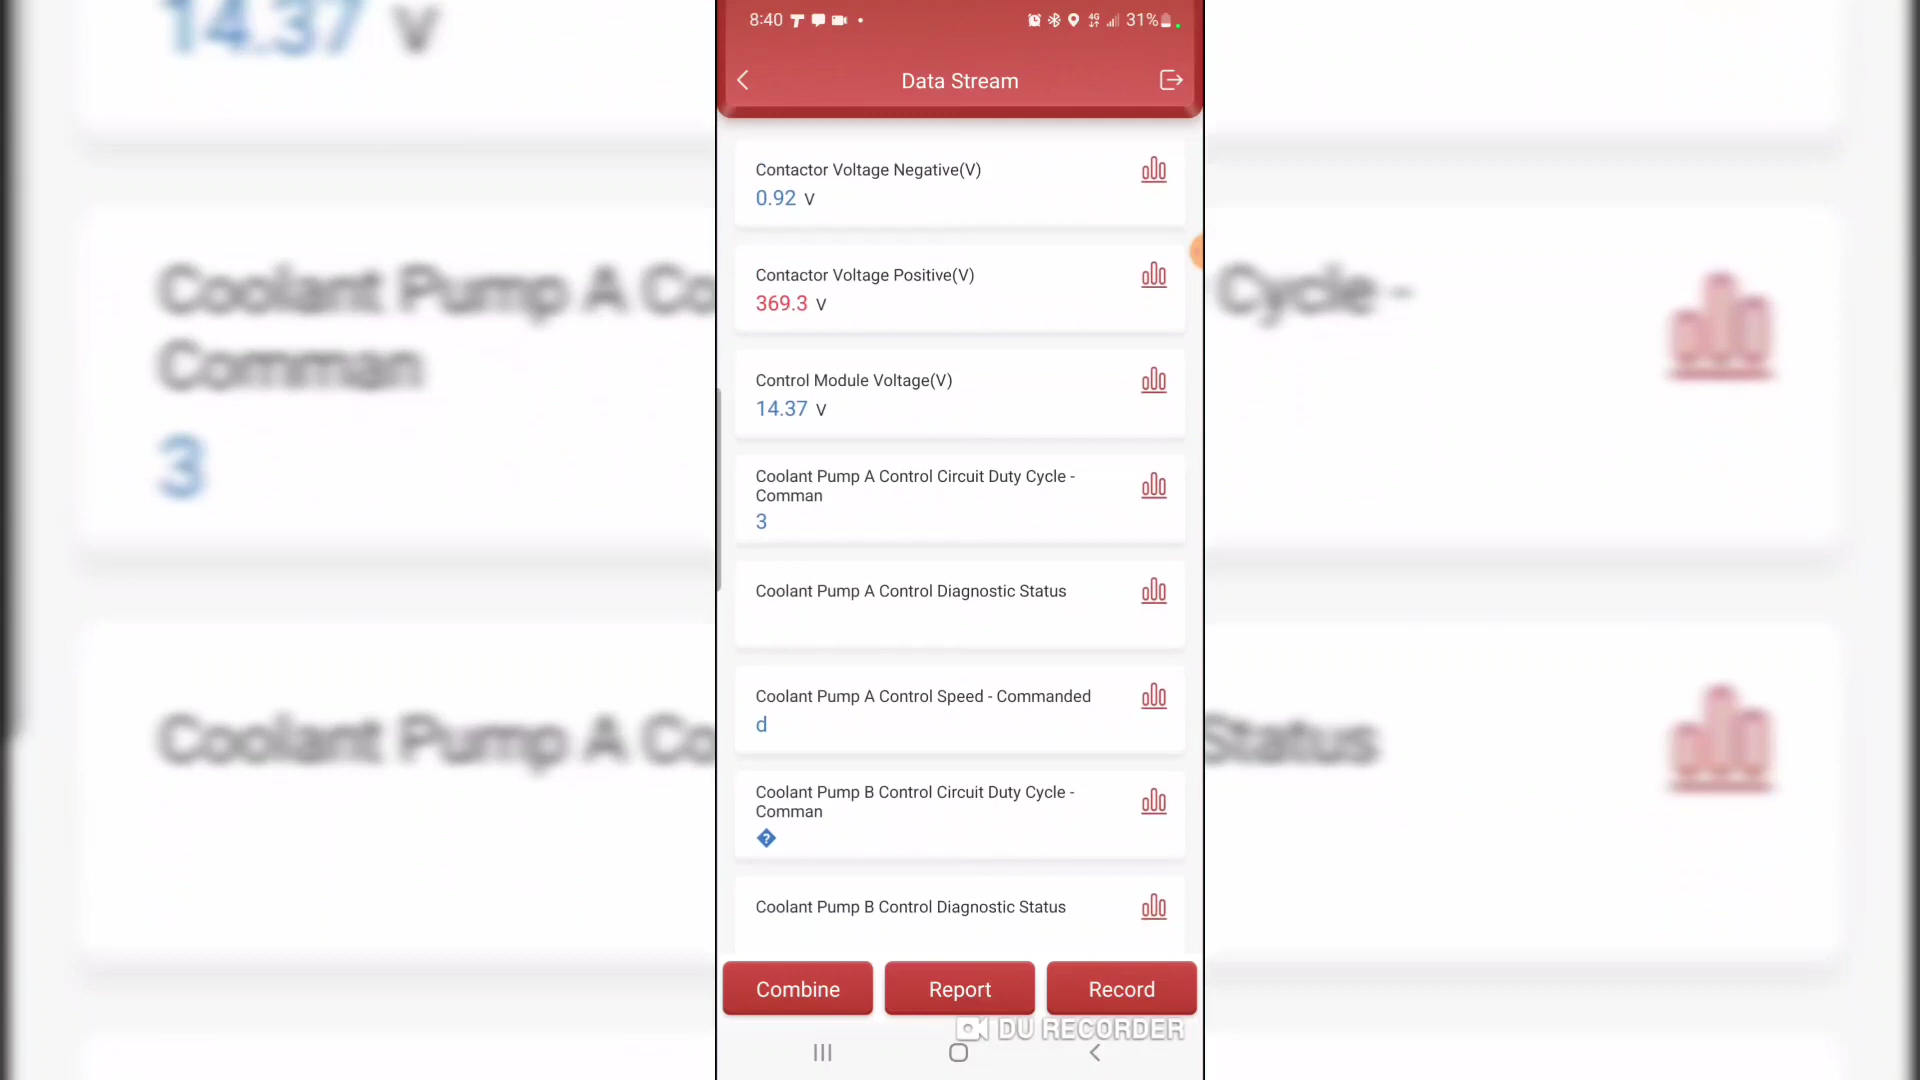 14.37 V
8:40 31%
Data Stream
Contactor Voltage Negative(V)
0.92 V
Contactor Voltage Positive(V)
369.3 V
Control Module Voltage(V)
14.37 V
Coolant Pump A Control Circuit Duty Cycle -
Comman
3
Coolant Pump A Control Diagnostic Status
Coolant Pump A Control Speed - Commanded
d
Coolant Pump B Control Circuit Duty Cycle -
Comman
�
Coolant Pump B Control Diagnostic Status
Combine Report Record
DU RECORDER
Coolant Pump A Co
Cycle -
Comman
3
Coolant Pump A Co
Status